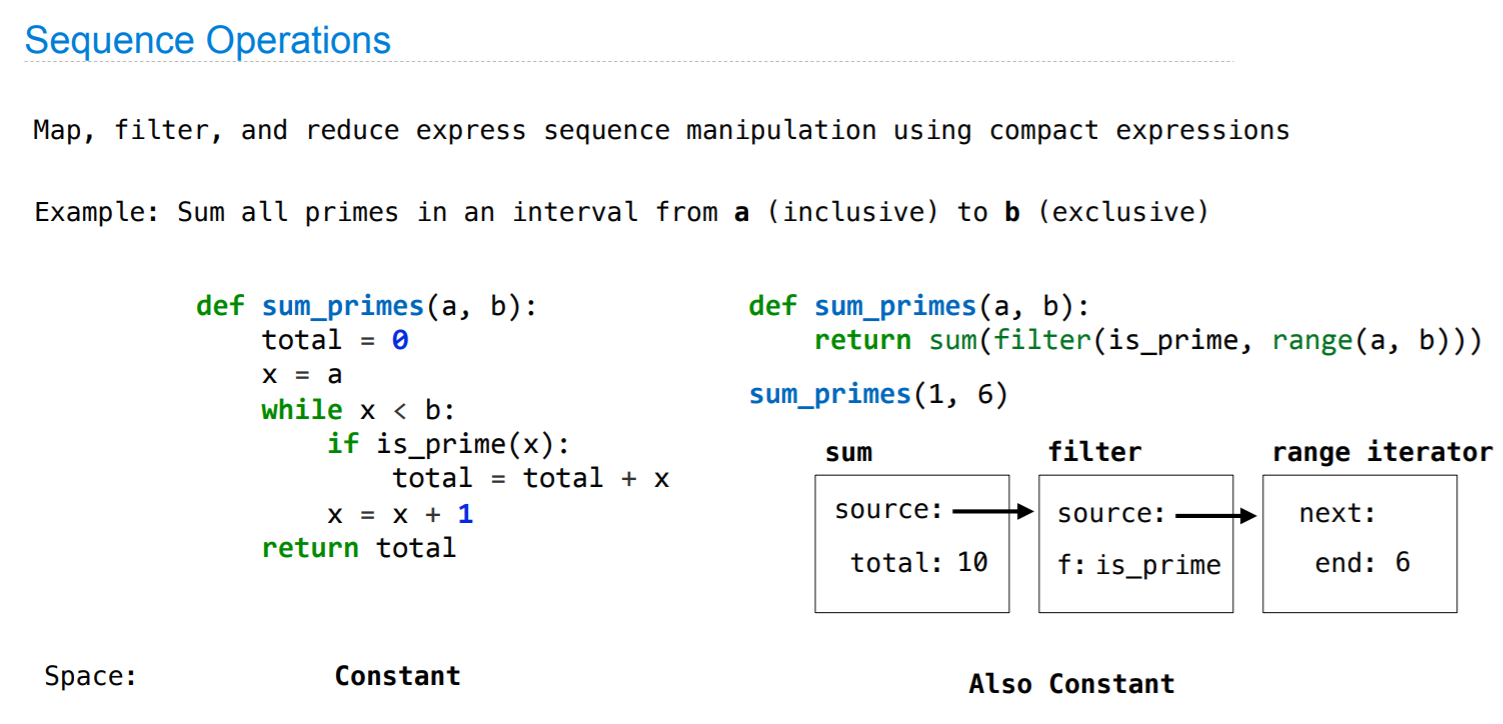 Sequence Operations
Map, filter, and reduce express sequence manipulation using compact expressions
Example: Sum all primes in an interval from a (inclusive) to b (exclusive)
def sum_primes(a, b):
    total = 0
    x = a
    while x < b:
        if is_prime(x):
            total = total + x
        x = x + 1
    return total
def sum_primes(a, b):
    return sum(filter(is_prime, range(a, b)))
sum_primes(1, 6)
sum
source:
total: 10
filter
source:
f: is_prime
range iterator
next:
end: 6
Space:
Constant
Also Constant